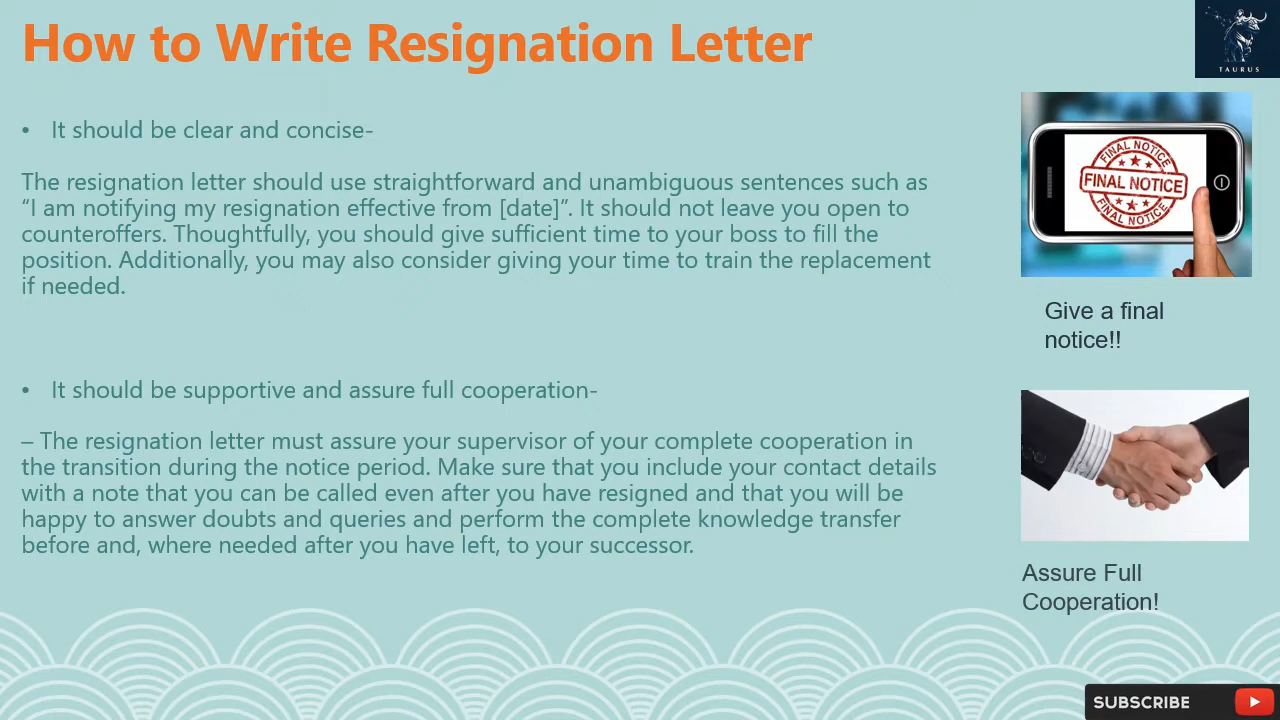 How to Write Resignation Letter
TAURUS
• It should be clear and concise-
The resignation letter should use straightforward and unambiguous sentences such as
“I am notifying my resignation effective from [date]”. It should not leave you open to
counteroffers. Thoughtfully, you should give sufficient time to your boss to fill the
position. Additionally, you may also consider giving your time to train the replacement
if needed.
FINAL NOTICE
FINAL NOTICE
FINAL NOTICE
Give a final
notice!!
• It should be supportive and assure full cooperation-
– The resignation letter must assure your supervisor of your complete cooperation in
the transition during the notice period. Make sure that you include your contact details
with a note that you can be called even after you have resigned and that you will be
happy to answer doubts and queries and perform the complete knowledge transfer
before and, where needed after you have left, to your successor.
Assure Full
Cooperation!
SUBSCRIBE